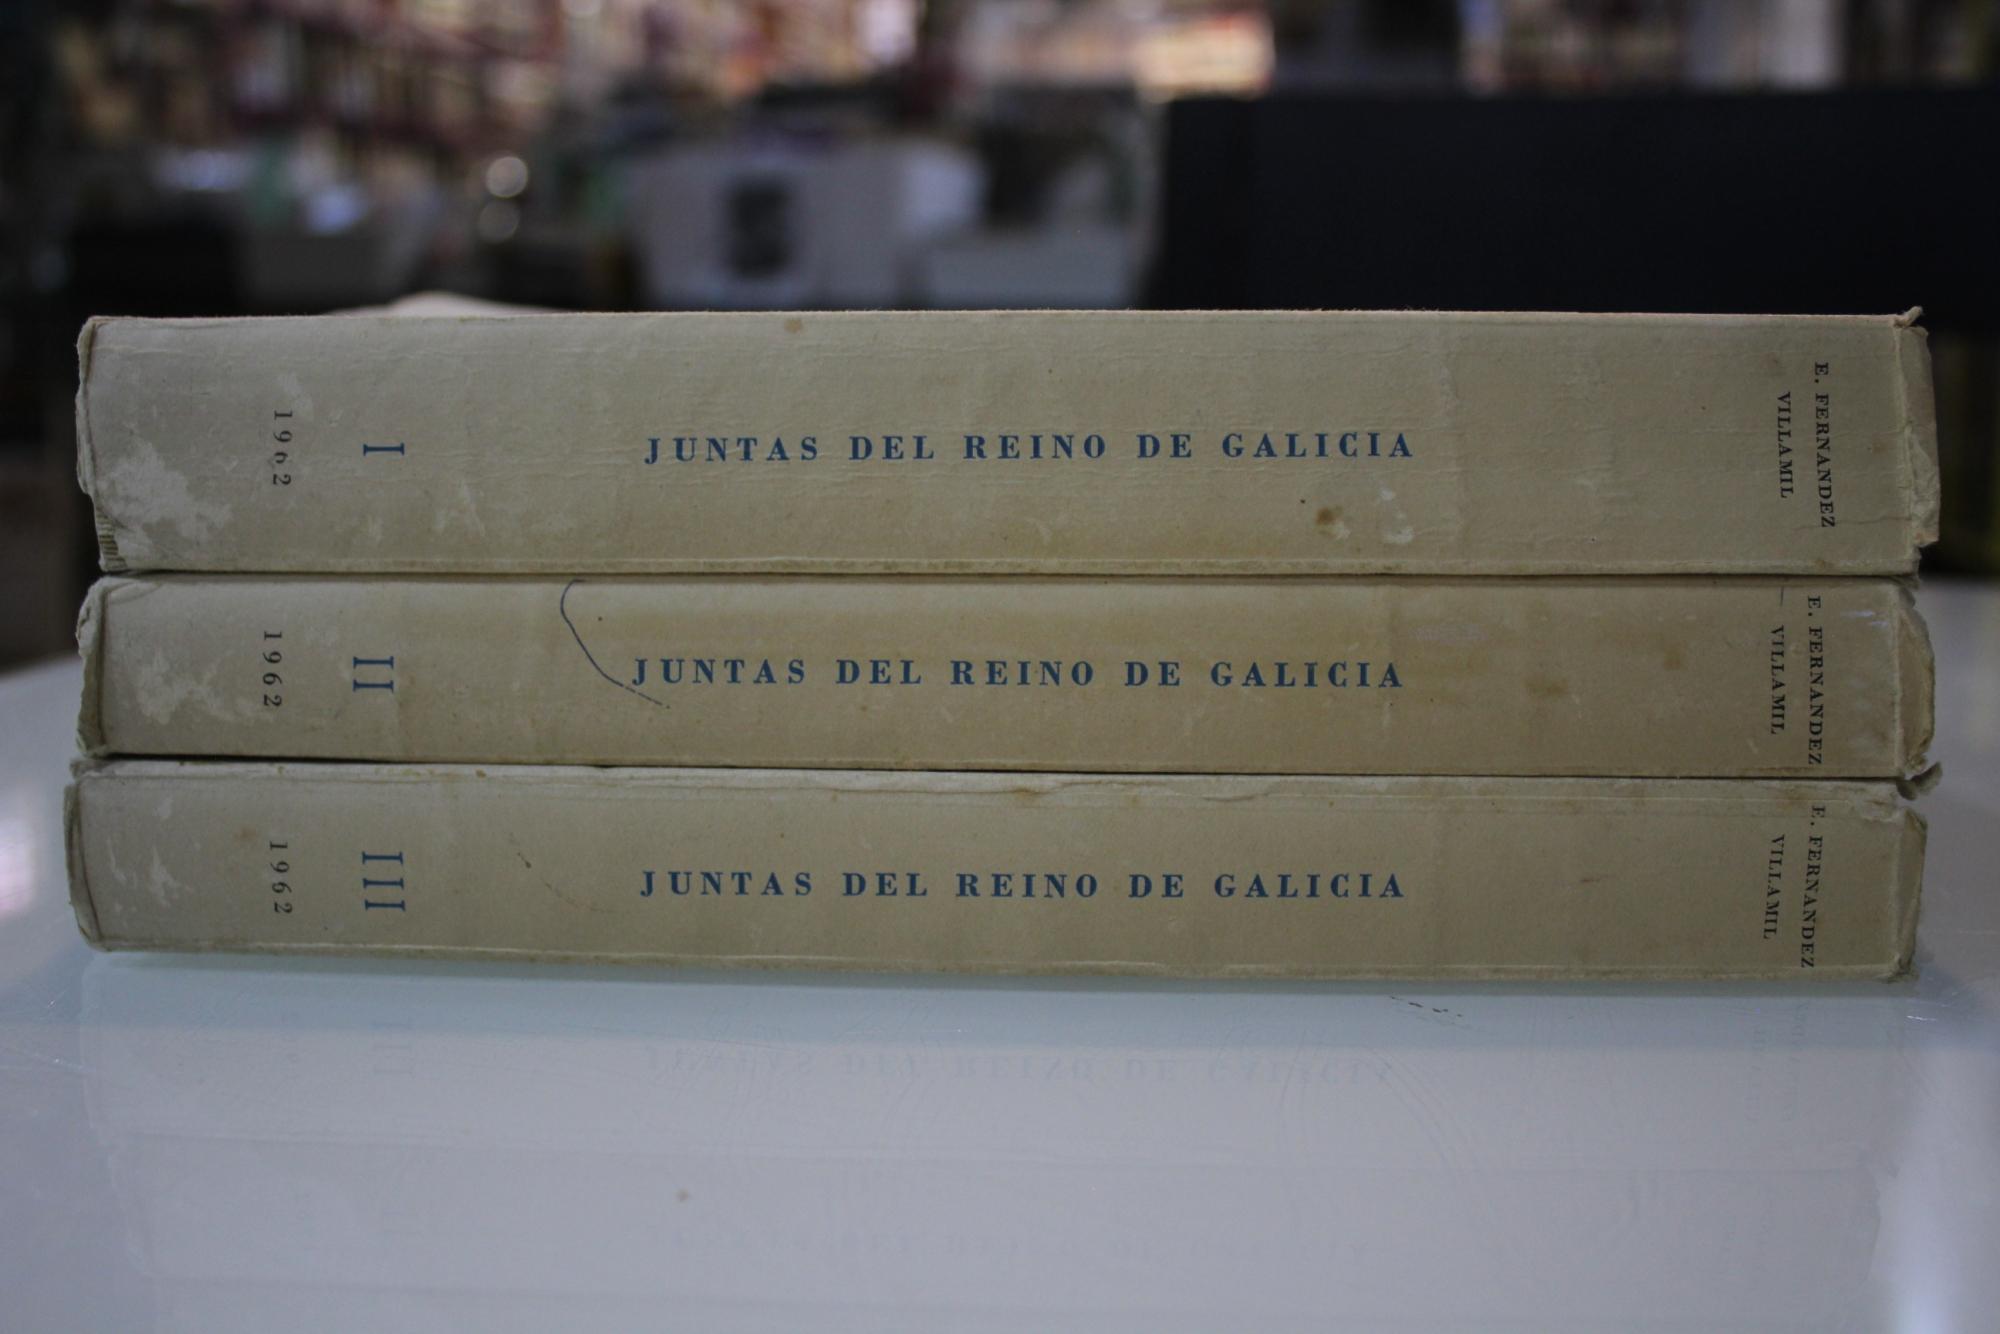 1962
I
JUNTAS DEL REINO DE GALICIA
E. FERNANDEZ
VILLAMIL
1962
II
JUNTAS DEL REINO DE GALICIA
E. FERNANDEZ
VILLAMIL
1962
III
JUNTAS DEL REINO DE GALICIA
E. FERNANDEZ
VILLAMIL